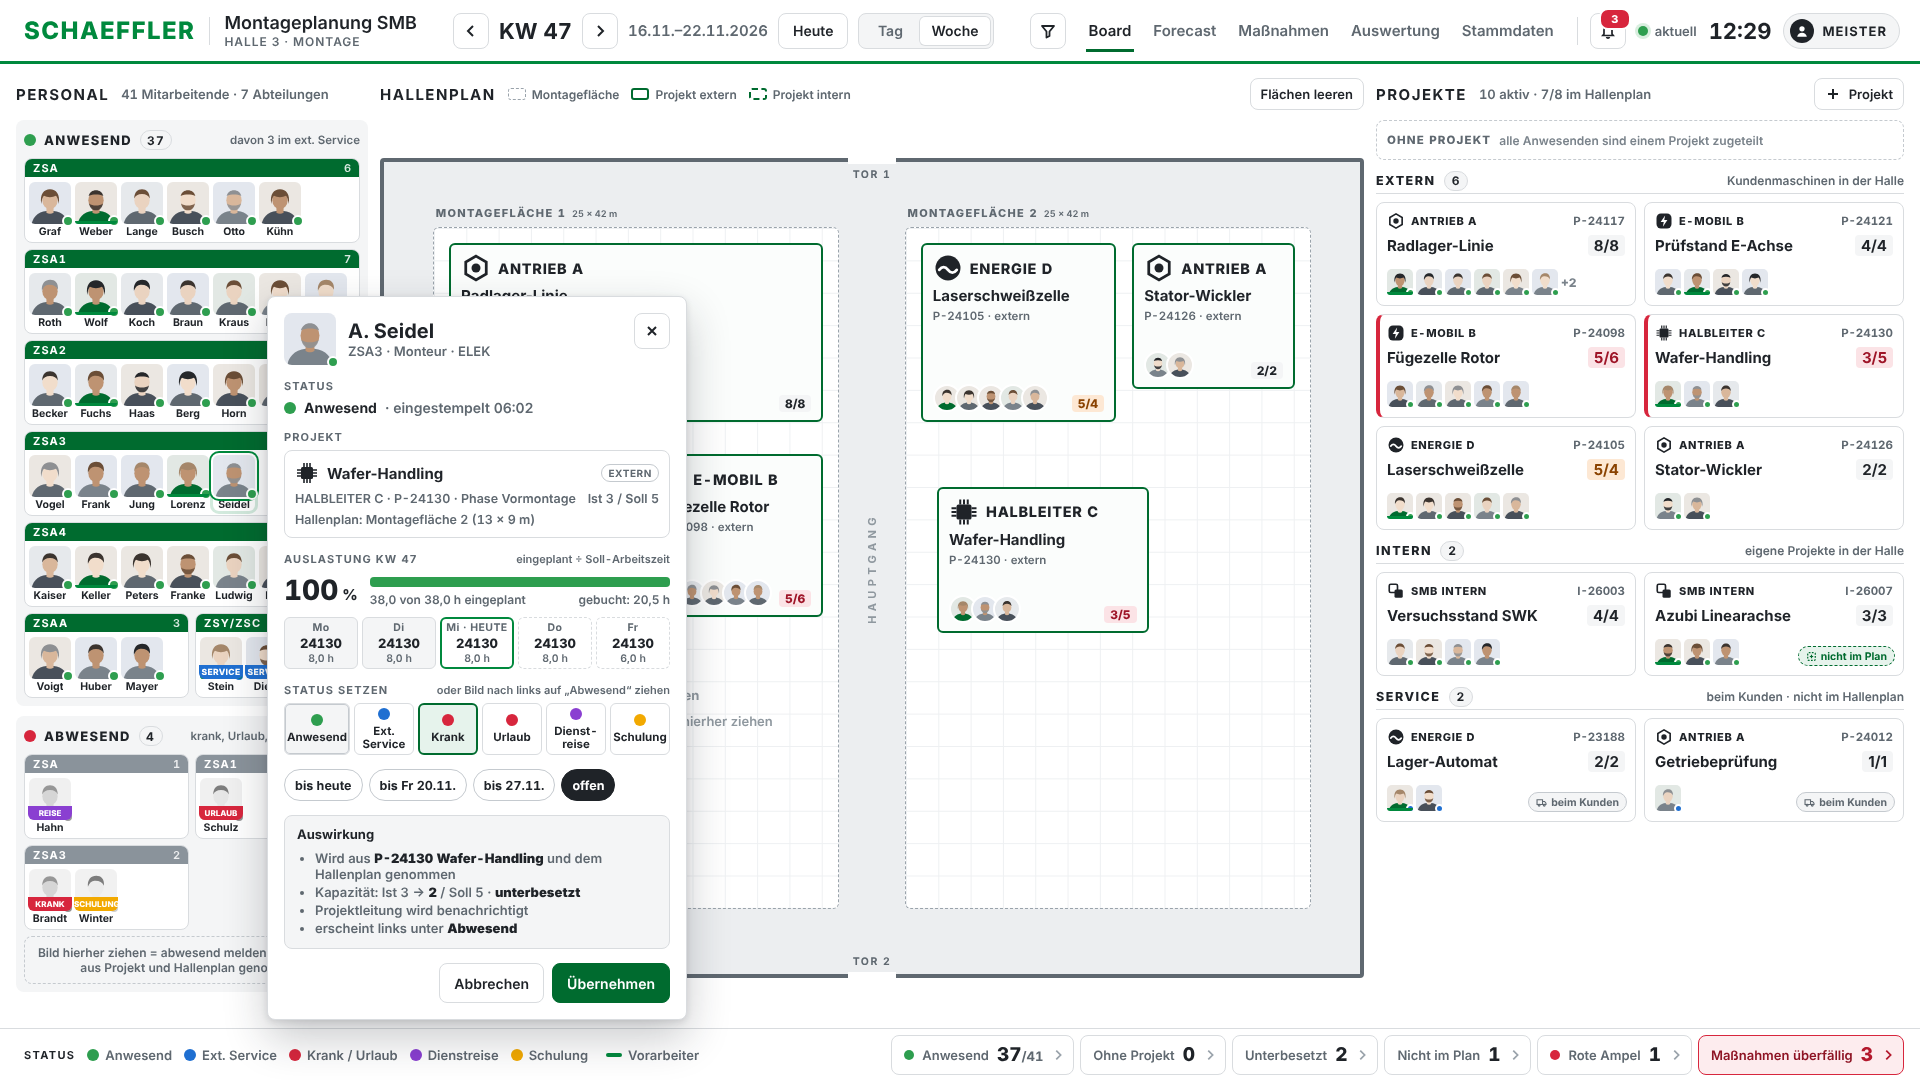 SCHAEFFLER
Montageplanung SMB
HALLE 3 · MONTAGE
KW 47
16.11.–22.11.2026
Heute
Tag
Woche
Board
Forecast
Maßnahmen
Auswertung
Stammdaten
3
aktuell
12:29
MEISTER
PERSONAL
41 Mitarbeitende · 7 Abteilungen
ANWESEND
37
davon 3 im ext. Service
ZSA
6
Graf
Weber
Lange
Busch
Otto
Kühn
ZSA1
7
Roth
Wolf
Koch
Braun
Kraus
ZSA2
Becker
Fuchs
Haas
Berg
Horn
ZSA3
Vogel
Frank
Jung
Lorenz
Seidel
ZSA4
Kaiser
Keller
Peters
Franke
Ludwig
ZSAA
3
Voigt
Huber
Mayer
ZSY/ZSC
SERVICE
Stein
ABWESEND
4
krank, Urlaub,
ZSA
1
REISE
Hahn
ZSA1
URLAUB
Schulz
ZSA3
2
KRANK
Brandt
SCHULUNG
Winter
Bild hierher ziehen = abwesend melden
aus Projekt und Hallenplan
HALLENPLAN
Montagefläche
Projekt extern
Projekt intern
Flächen leeren
TOR 1
MONTAGEFLÄCHE 1
25 × 42 m
ANTRIEB A
Radlager-Linie
8/8
E-MOBIL B
Rotor
extern
5/6
hierher ziehen
HAUPTGANG
MONTAGEFLÄCHE 2
25 × 42 m
ENERGIE D
Laserschweißzelle
P-24105 · extern
5/4
ANTRIEB A
Stator-Wickler
P-24126 · extern
2/2
HALBLEITER C
Wafer-Handling
P-24130 · extern
3/5
TOR 2
A. Seidel
ZSA3 · Monteur · ELEK
STATUS
Anwesend · eingestempelt 06:02
PROJEKT
Wafer-Handling
EXTERN
HALBLEITER C · P-24130 · Phase Vormontage
Ist 3 / Soll 5
Hallenplan: Montagefläche 2 (13 × 9 m)
AUSLASTUNG KW 47
eingeplant ÷ Soll-Arbeitszeit
100 %
38,0 von 38,0 h eingeplant
gebucht: 20,5 h
Mo
24130
8,0 h
Di
24130
8,0 h
Mi · HEUTE
24130
8,0 h
Do
24130
8,0 h
Fr
24130
6,0 h
STATUS SETZEN
oder Bild nach links auf „Abwesend“ ziehen
Anwesend
Ext.
Service
Krank
Urlaub
Dienst-
reise
Schulung
bis heute
bis Fr 20.11.
bis 27.11.
offen
Auswirkung
• Wird aus P-24130 Wafer-Handling und dem
Hallenplan genommen
• Kapazität: Ist 3 → 2 / Soll 5 · unterbesetzt
• Projektleitung wird benachrichtigt
• erscheint links unter Abwesend
Abbrechen
Übernehmen
PROJEKTE
10 aktiv · 7/8 im Hallenplan
+ Projekt
OHNE PROJEKT
alle Anwesenden sind einem Projekt zugeteilt
EXTERN
6
Kundenmaschinen in der Halle
ANTRIEB A
P-24117
Radlager-Linie
8/8
+2
E-MOBIL B
P-24121
Prüfstand E-Achse
4/4
E-MOBIL B
P-24098
Fügezelle Rotor
5/6
HALBLEITER C
P-24130
Wafer-Handling
3/5
ENERGIE D
P-24105
Laserschweißzelle
5/4
ANTRIEB A
P-24126
Stator-Wickler
2/2
INTERN
2
eigene Projekte in der Halle
SMB INTERN
I-26003
Versuchsstand SWK
4/4
SMB INTERN
I-26007
Azubi Linearachse
3/3
nicht im Plan
SERVICE
2
beim Kunden · nicht im Hallenplan
ENERGIE D
P-23188
Lager-Automat
2/2
beim Kunden
ANTRIEB A
P-24012
Getriebeprüfung
1/1
beim Kunden
STATUS
Anwesend
Ext. Service
Krank / Urlaub
Dienstreise
Schulung
Vorarbeiter
Anwesend 37/41
Ohne Projekt 0
Unterbesetzt 2
Nicht im Plan 1
Rote Ampel 1
Maßnahmen überfällig 3